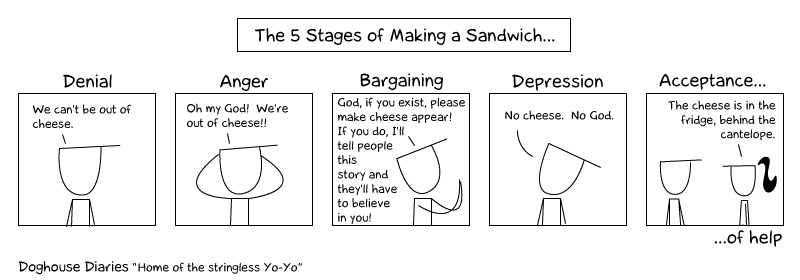 The 5 Stages of Making a Sandwich...
Denial
We can't be out of
cheese.
Anger
Oh my God! We're
out of cheese!!
Bargaining
God, if you exist, please
make cheese appear!
If you do, I'll
tell people
this
story and
they'll have
to believe
in you!
Depression
No cheese. No God.
Acceptance...
The cheese is in the
fridge, behind the
cantelope.
...of help
Doghouse Diaries "Home of the stringless Yo-Yo"